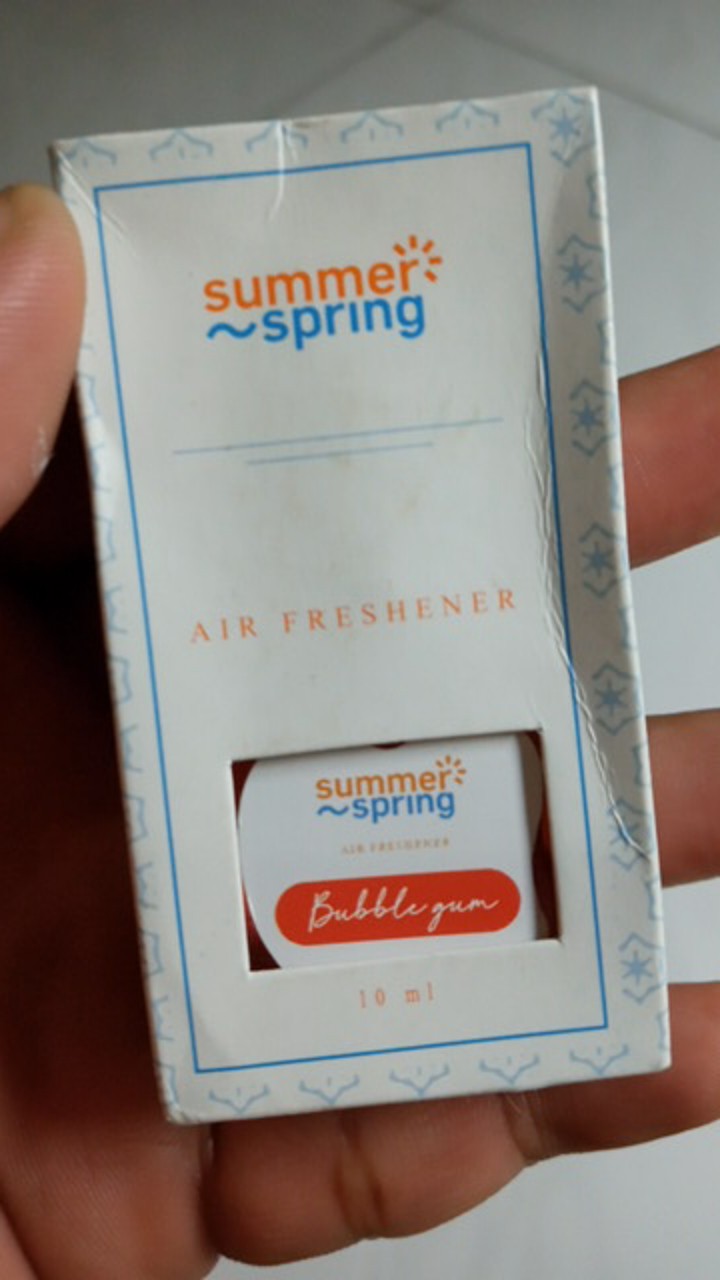 summer
~spring
AIR FRESHENER
summer
~spring
AIR FRESHENER
Bubble gum
10 ml